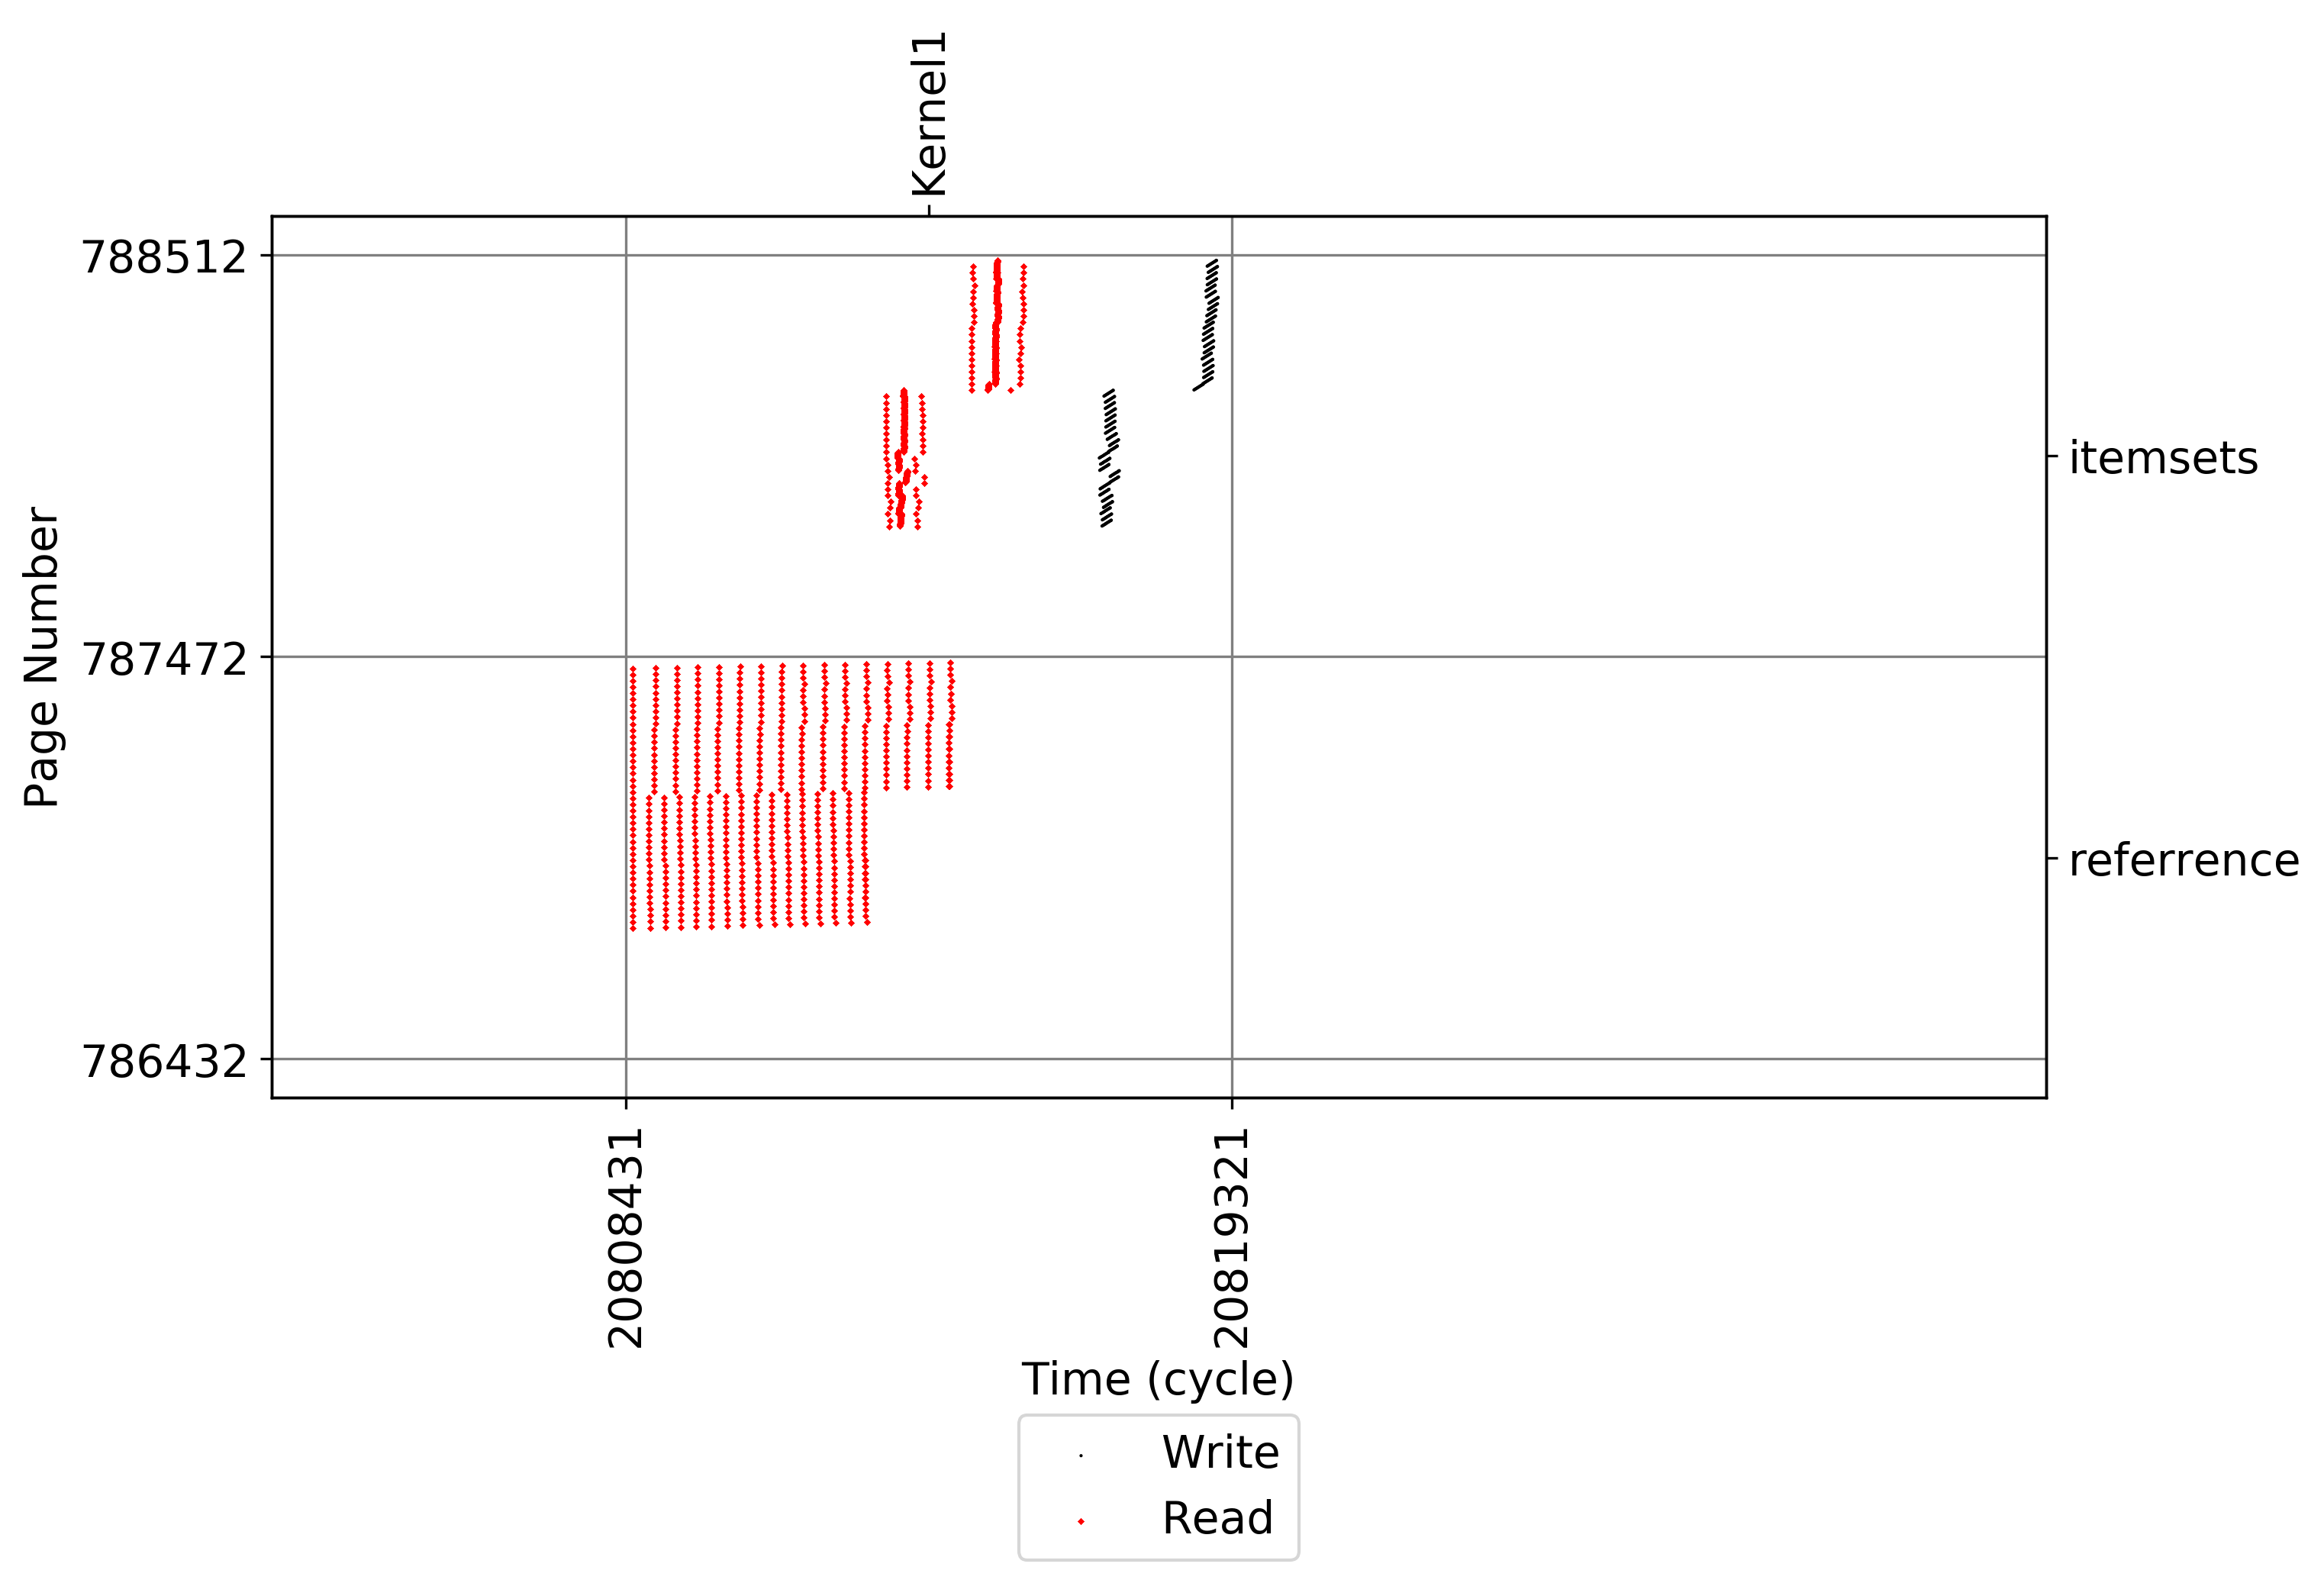 Kernel1
788512
787472
786432
Page Number
itemsets
referrence
20808431
20819321
Time (cycle)
Write
Read